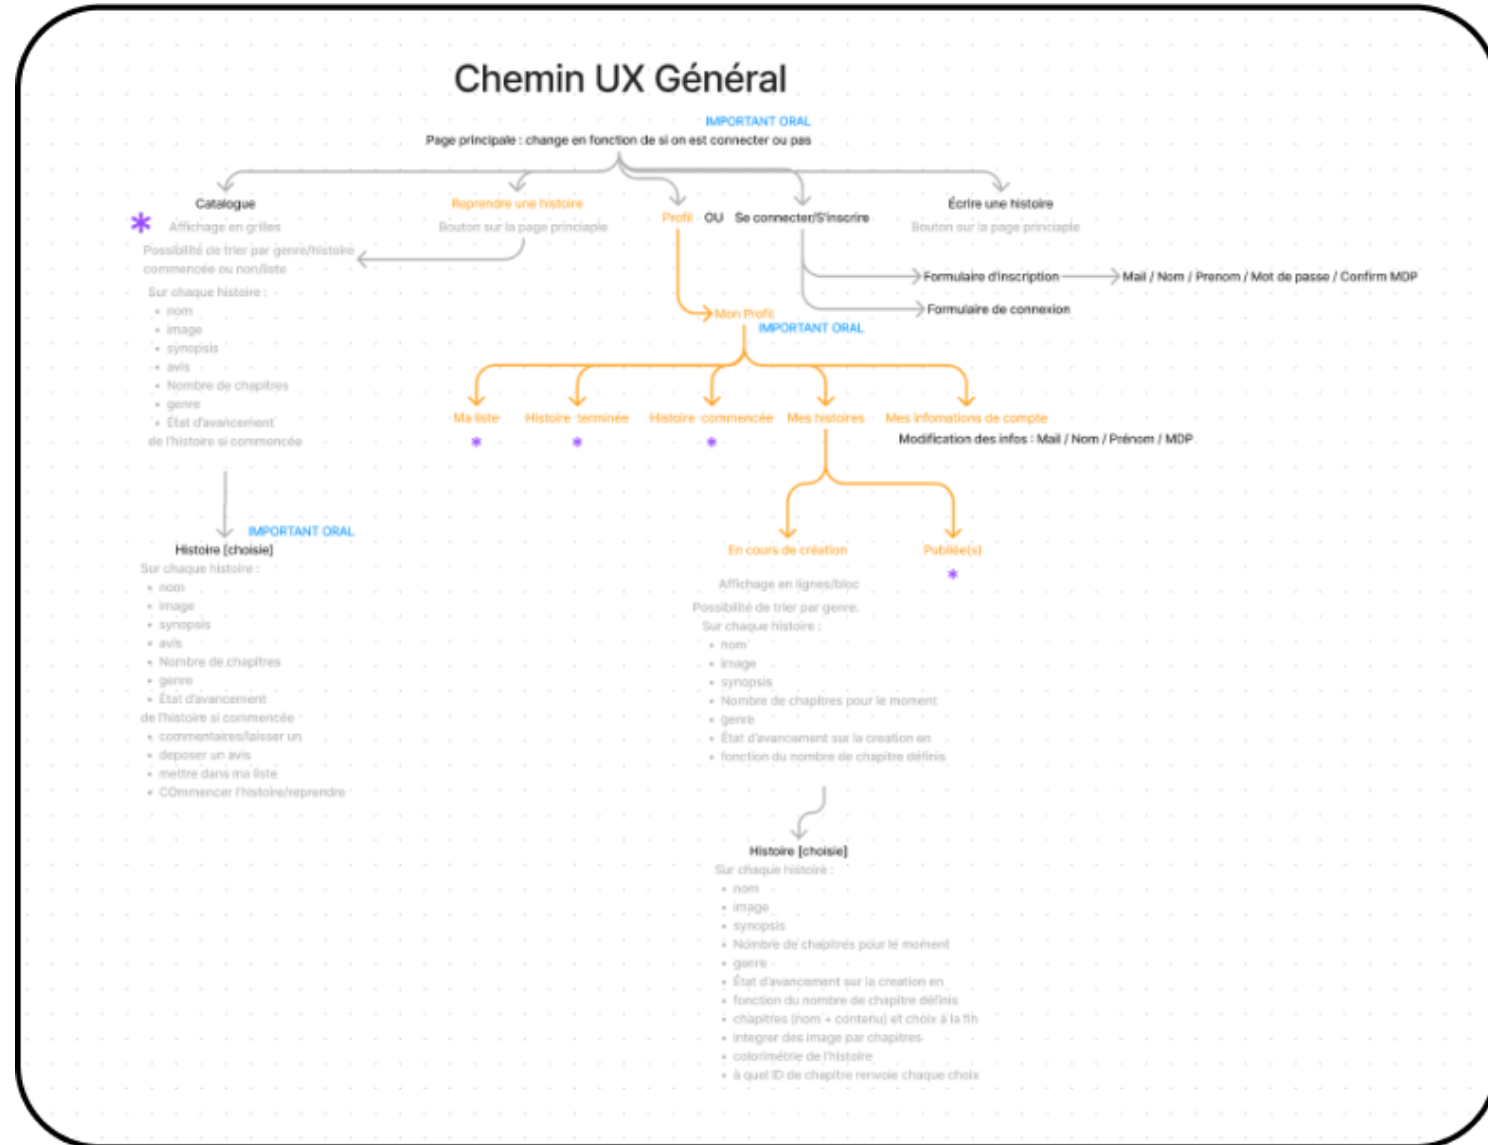 Chemin UX Général
IMPORTANT ORAL
Page principale : change en fonction de si on est connecter ou pas
Catalogue
Affichage en grilles
Possibilité de trier par genre/histoire
commencée ou non/liste
Sur chaque histoire :
• nom
• image
• synopsis
• avis
• Nombre de chapitres
• genre
• État d'avancement
de l'histoire si commencée
IMPORTANT ORAL
Histoire [choisie]
Sur chaque histoire :
• nom
• image
• synopsis
• avis
• Nombre de chapitres
• genre
• État d'avancement
de l'histoire si commencée
• commentaires/laisser un
• deposer un avis
• mettre dans ma liste
• COmmencer l'histoire/reprendre
Reprendre une histoire
Bouton sur la page princiaple
Profil OU Se connecter/S'inscrire
Écrire une histoire
Bouton sur la page princiaple
Formulaire d'inscription
Mail / Nom / Prenom / Mot de passe / Confirm MDP
Formulaire de connexion
Mon Profil
IMPORTANT ORAL
Ma liste
Histoire terminée
Histoire commencée
Mes histoires
Mes infomations de compte
Modification des infos : Mail / Nom / Prénom / MDP
En cours de création
Publiée(s)
Affichage en lignes/bloc
Possibilité de trier par genre.
Sur chaque histoire :
• nom
• image
• synopsis
• Nombre de chapitres pour le moment
• genre
• État d'avancement sur la creation en
• fonction du nombre de chapitre définis
Histoire [choisie]
Sur chaque histoire :
• nom
• image
• synopsis
• Nombre de chapitres pour le moment
• genre
• État d'avancement sur la creation en
• fonction du nombre de chapitre définis
• chapitres (nom + contenu) et choix à la fin
• integrer des image par chapitres
• colorimétrie de l'histoire
• à quel ID de chapitre renvoie chaque choix